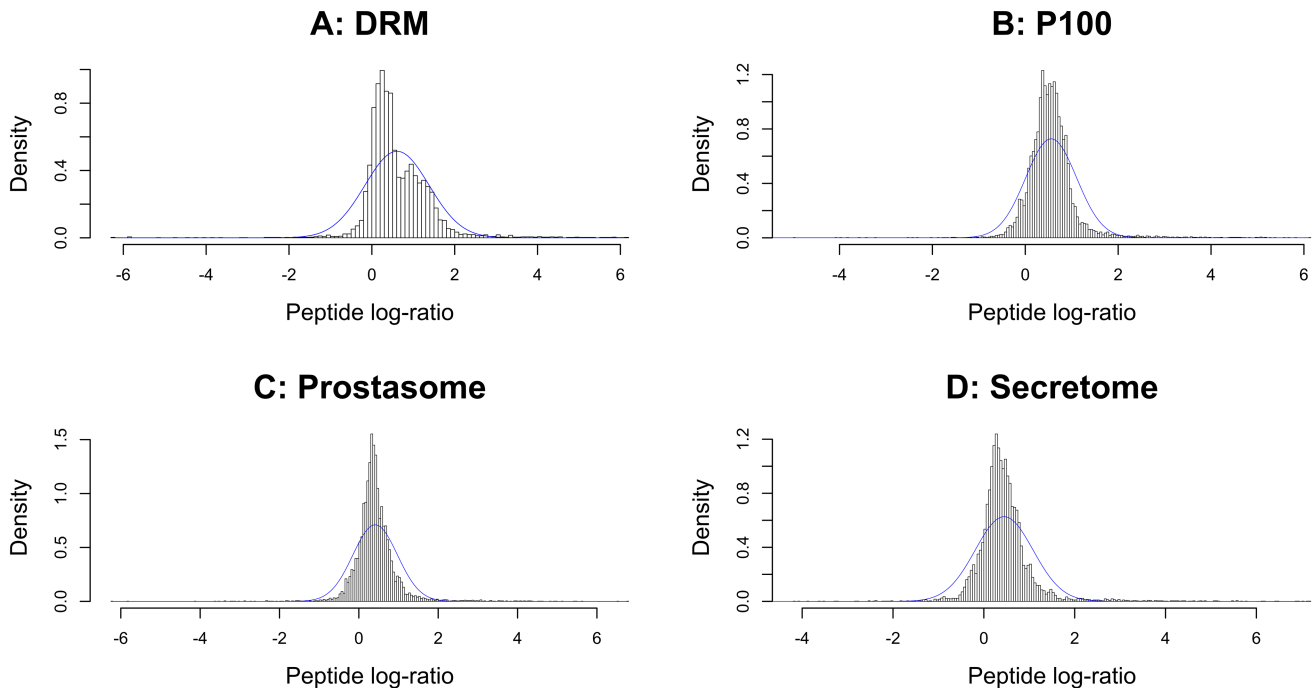 A: DRM
Density
0.0 0.4 0.8
-6 -4 -2 0 2 4 6
Peptide log-ratio
B: P100
Density
0.0 0.4 0.8 1.2
-4 -2 0 2 4 6
Peptide log-ratio
C: Prostasome
Density
0.0 0.5 1.0 1.5
-6 -4 -2 0 2 4 6
Peptide log-ratio
D: Secretome
Density
0.0 0.4 0.8 1.2
-4 -2 0 2 4 6
Peptide log-ratio